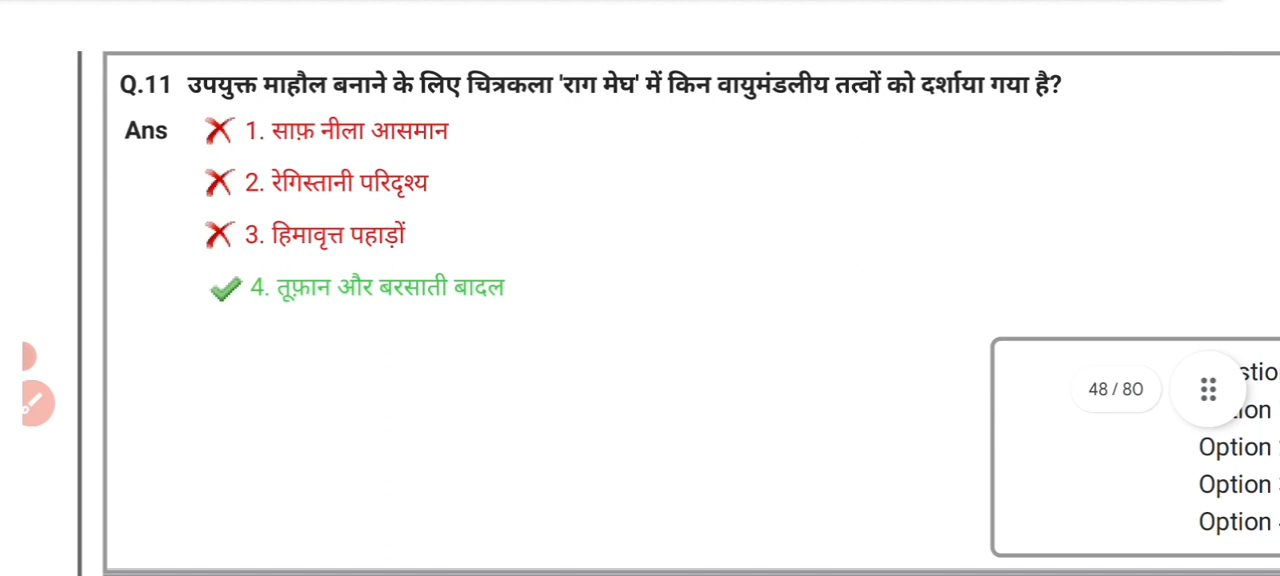 Q.11 उपयुक्त माहौल बनाने के लिए चित्रकला 'राग मेघ' में किन वायुमंडलीय तत्वों को दर्शाया गया है?
Ans 1. साफ़ नीला आसमान
2. रेगिस्तानी परिदृश्य
3. हिमावृत्त पहाड़ों
4. तूफ़ान और बरसाती बादल
48 / 80
Option
Option
Option